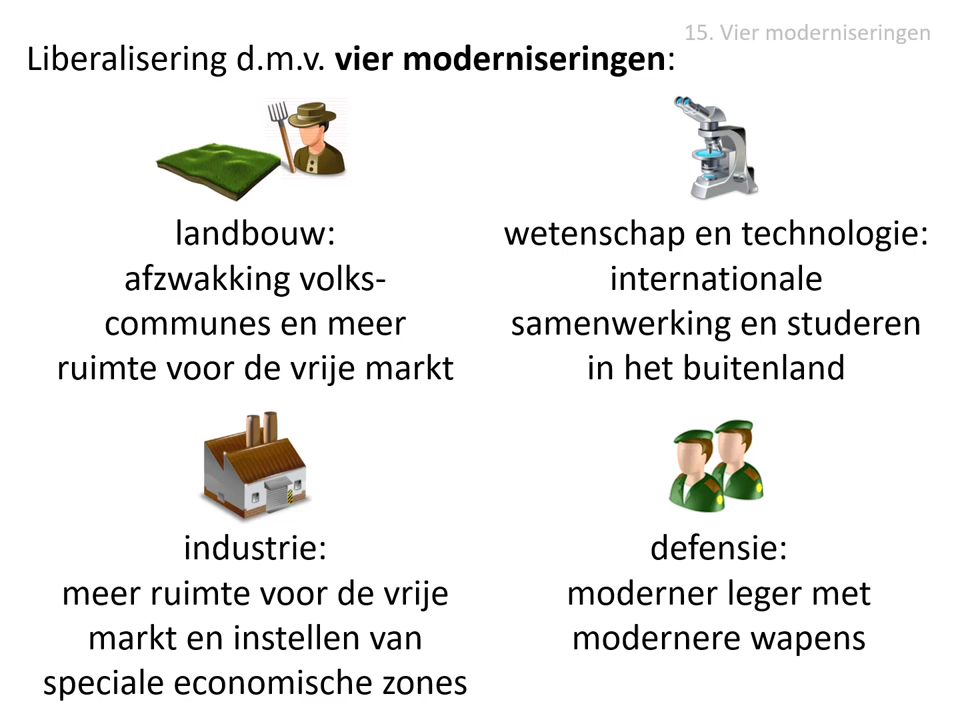 15. Vier moderniseringen
Liberalisering d.m.v. vier moderniseringen:
landbouw:
afzwakking volks-
communes en meer
ruimte voor de vrije markt
wetenschap en technologie:
internationale
samenwerking en studeren
in het buitenland
industrie:
meer ruimte voor de vrije
markt en instellen van
speciale economische zones
defensie:
moderner leger met
modernere wapens